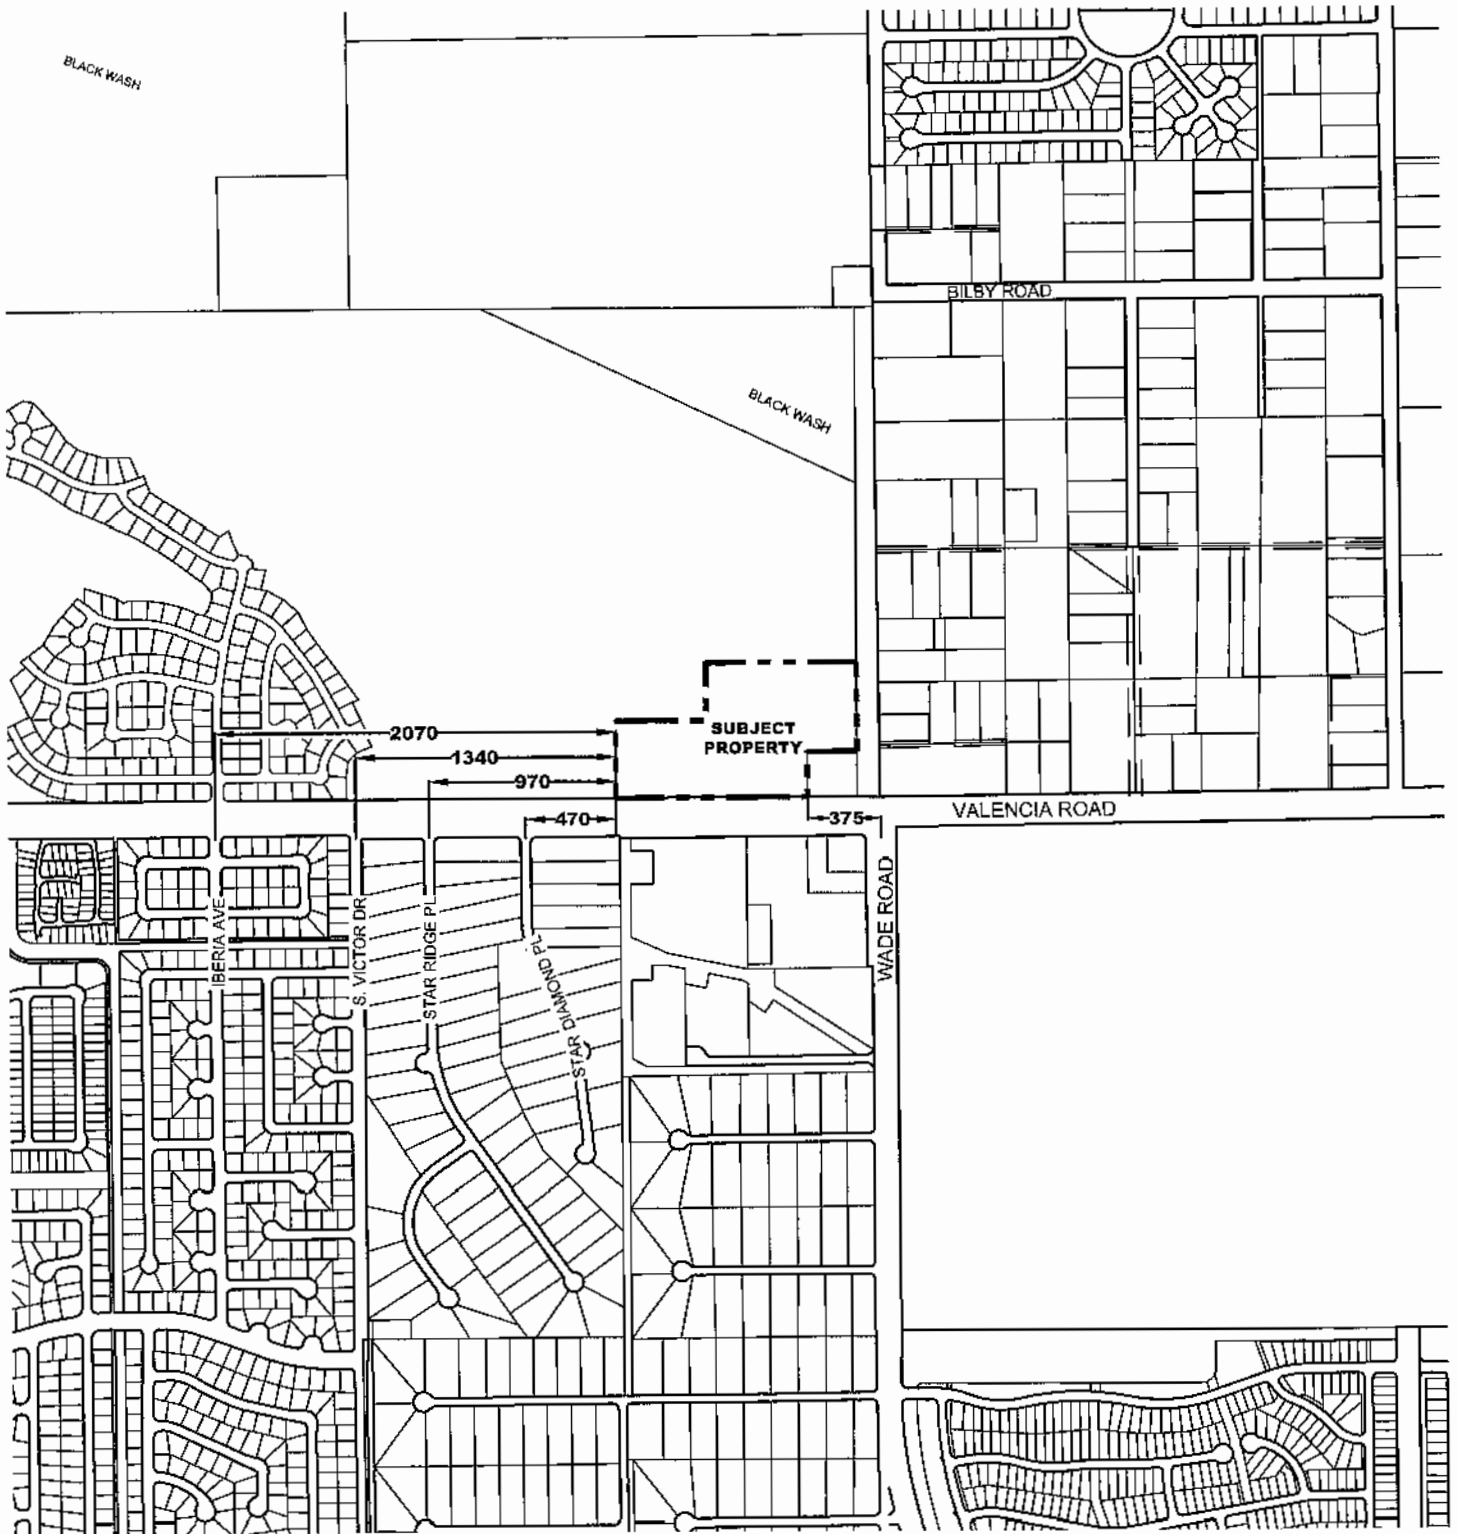 BLACK WASH
BILBY ROAD
BLACK WASH
SUBJECT
PROPERTY
2070
1340
970
470
375
VALENCIA ROAD
WADE ROAD
IBERIA AVE
S. VICTOR DR
STAR RIDGE PL
STAR DIAMOND PL